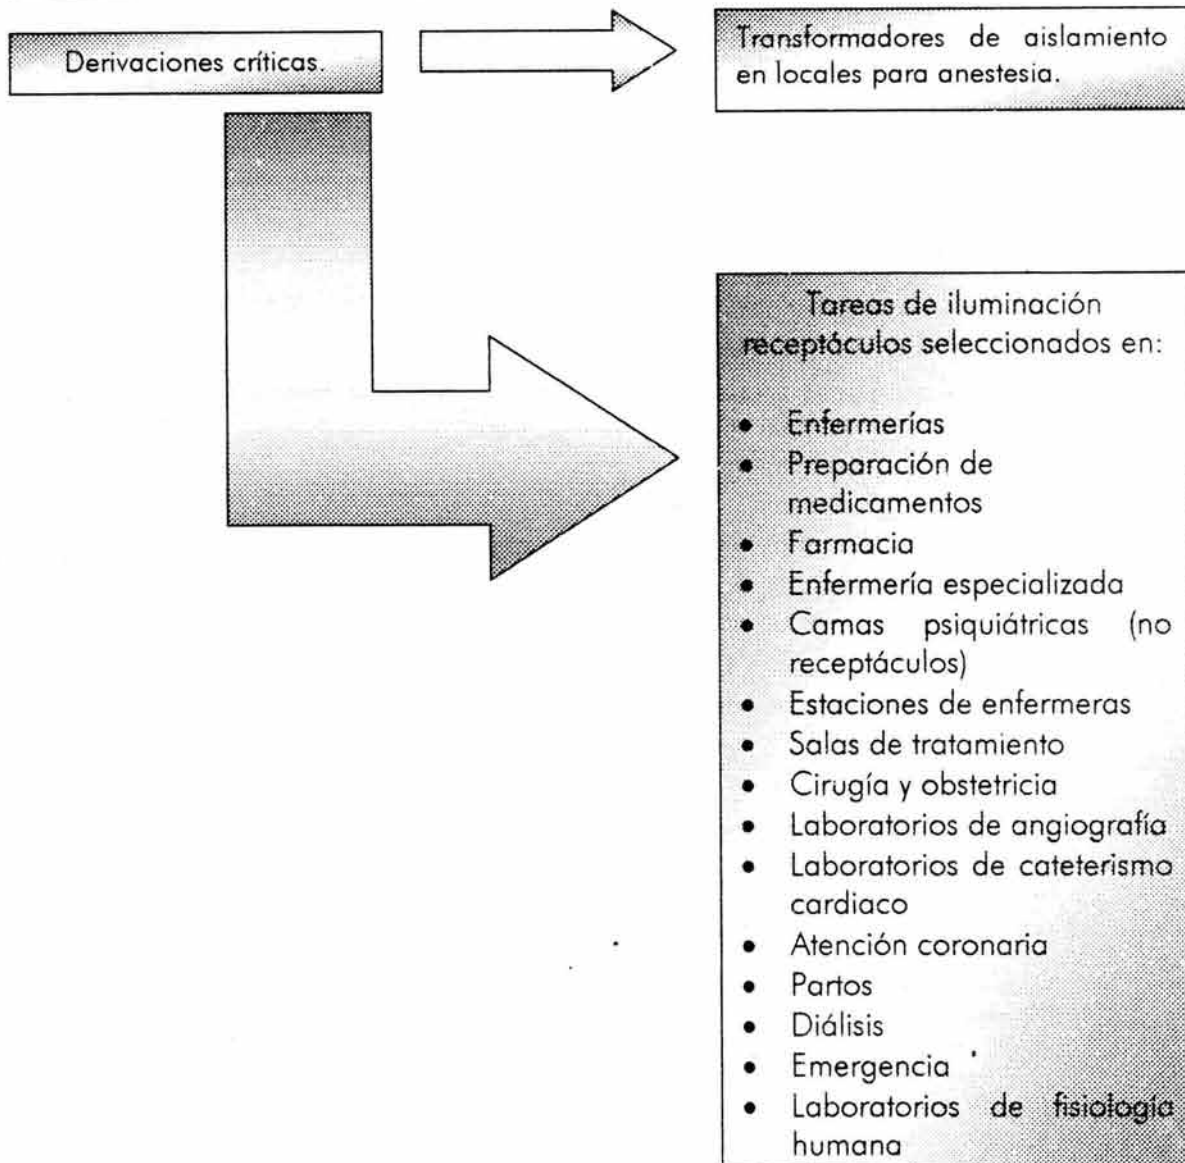 Derivaciones críticas.
Transformadores de aislamiento
en locales para anestesia.
Tareas de iluminación
receptáculos seleccionados en:
• Enfermerías
• Preparación de
medicamentos
• Farmacia
• Enfermería especializada
• Camas psiquiátricas (no
receptáculos)
• Estaciones de enfermeras
• Salas de tratamiento
• Cirugía y obstetricia
• Laboratorios de angiografía
• Laboratorios de cateterismo
cardiaco
• Atención coronaria
• Partos
• Diálisis
• Emergencia
• Laboratorios de fisiología
humana